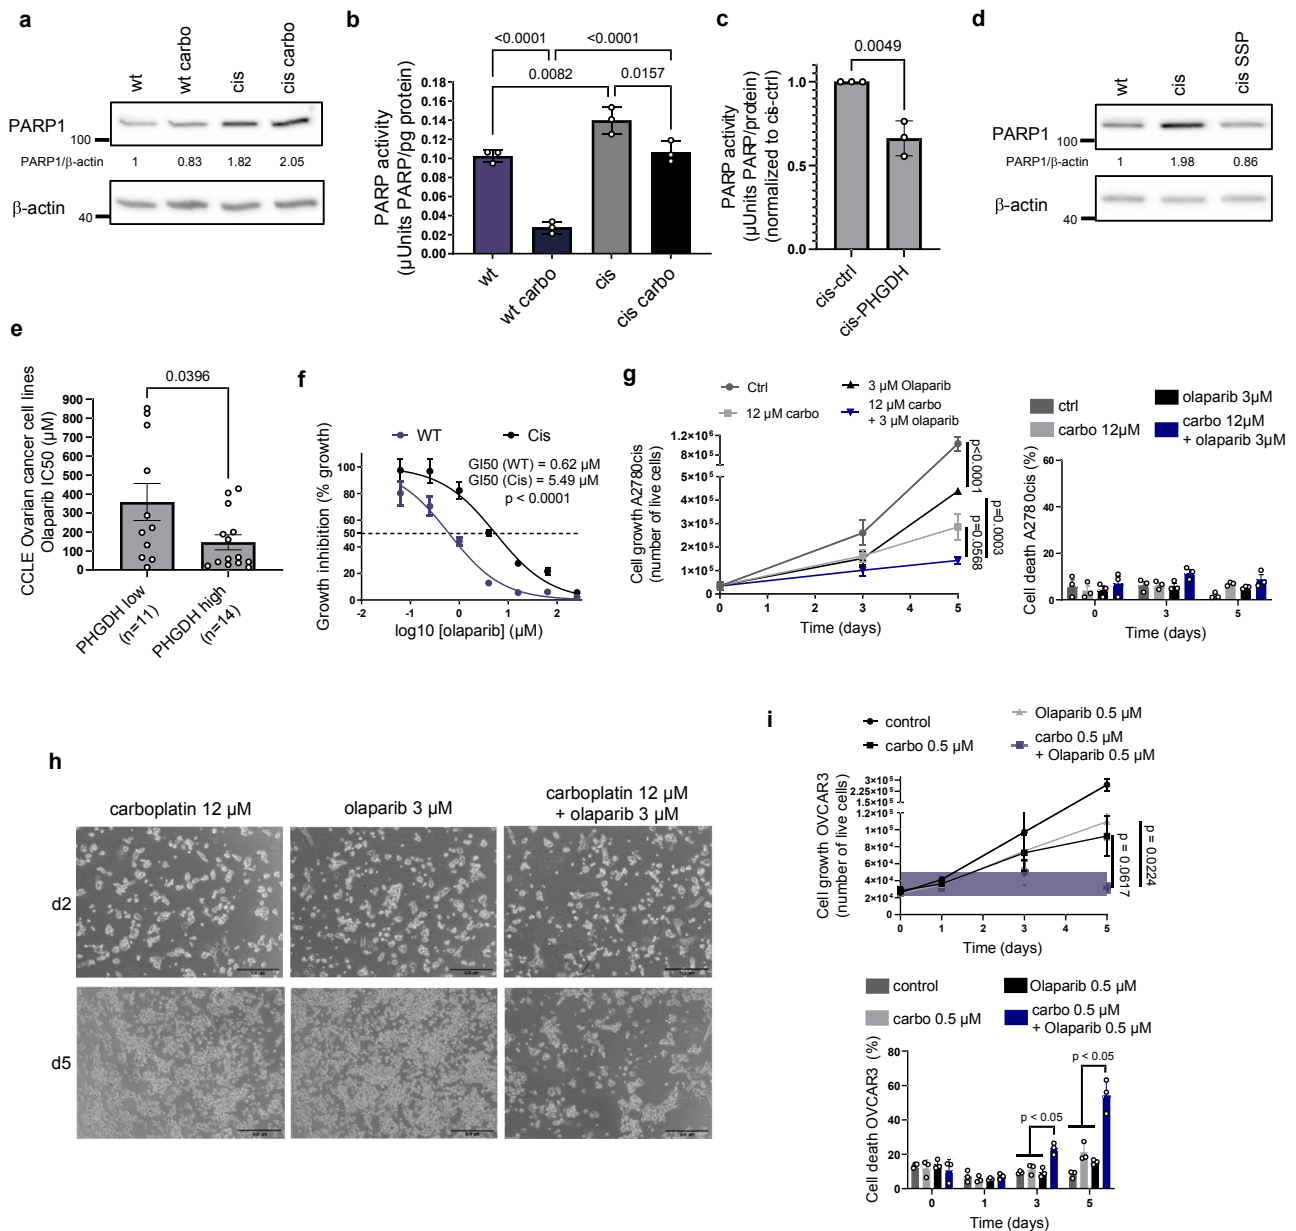 a
wt
wt carbo
cis
cis carbo
PARP1
100
PARP1/β-actin 1 0.83 1.82 2.05
β-actin
40
b
<0.0001 <0.0001
0.0082 0.0157
PARP activity
(µUnits PARP/pg protein)
0.18
0.16
0.14
0.12
0.10
0.08
0.06
0.04
0.02
0.00
wt
wt carbo
cis
cis carbo
c
0.0049
PARP activity
(µUnits PARP/protein)
(normalized to cis-ctrl)
1.0
0.5
0.0
cis-ctrl
cis-PHGDH
d
wt
cis
cis SSP
PARP1
100
PARP1/β-actin 1 1.98 0.86
β-actin
40
e
0.0396
CCLE Ovarian cancer cell lines
Olaparib IC50 (µM)
900
800
700
600
500
400
300
200
100
0
PHGDH low
(n=11)
PHGDH high
(n=14)
f
WT Cis
GI50 (WT) = 0.62 µM
GI50 (Cis) = 5.49 µM
p < 0.0001
Growth inhibition (% growth)
100
80
60
50
40
20
0
-2 -1 0 1 2
log10 [olaparib] (µM)
g
Ctrl
12 µM carbo
3 µM Olaparib
12 µM carbo
+ 3 µM olaparib
Cell growth A2780cis
(number of live cells)
1.2×10⁶
8×10⁵
5×10⁵
4×10⁵
3×10⁵
2×10⁵
1×10⁵
0
0 1 2 3 4 5
Time (days)
p<0.0001
p=0.0003
p=0.0568
ctrl
carbo 12µM
olaparib 3µM
carbo 12µM
+ olaparib 3µM
Cell death A2780cis (%)
60
40
20
0
0 3 5
Time (days)
h
carboplatin 12 µM
olaparib 3 µM
carboplatin 12 µM
+ olaparib 3 µM
d2
d5
i
control
carbo 0.5 µM
Olaparib 0.5 µM
carbo 0.5 µM
+ Olaparib 0.5 µM
Cell growth OVCAR3
(number of live cells)
3×10⁵
2.25×10⁵
1.5×10⁵
1×10⁵
8×10⁴
6×10⁴
4×10⁴
2×10⁴
0
0 1 2 3 4 5
Time (days)
p = 0.0224
p = 0.0617
control
carbo 0.5 µM
Olaparib 0.5 µM
carbo 0.5 µM
+ Olaparib 0.5 µM
Cell death OVCAR3 (%)
80
60
40
20
0
p < 0.05
p < 0.05
0 1 3 5
Time (days)